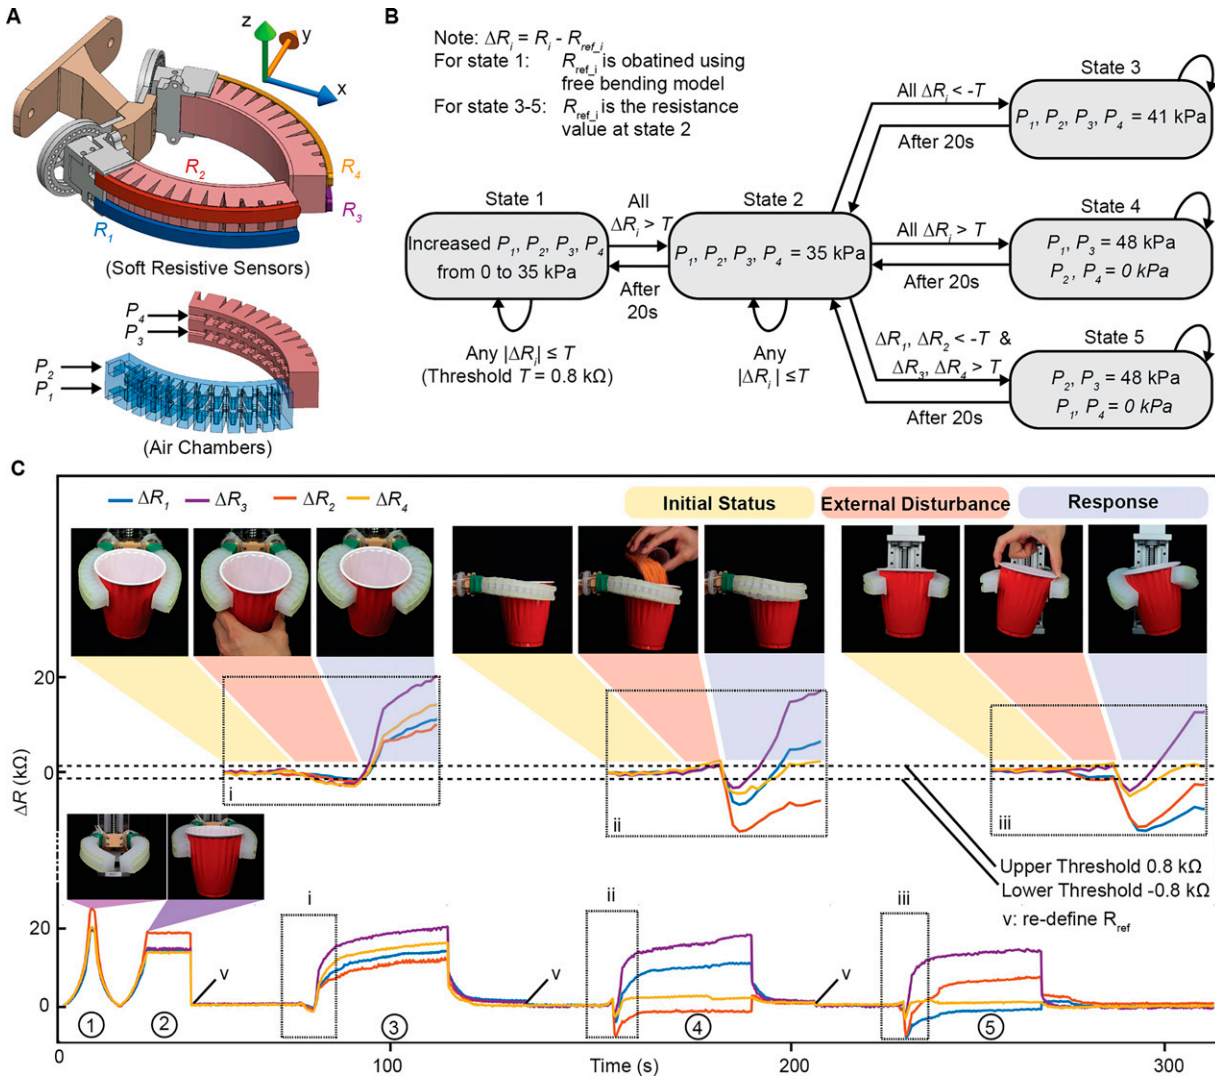 A
z
y
x
R2
R4
R3
R1
(Soft Resistive Sensors)
P4
P3
P2
P1
(Air Chambers)
B
Note: ΔRi = Ri - Rref_i
For state 1: Rref_i is obatined using
free bending model
For state 3-5: Rref_i is the resistance
value at state 2
State 1
Increased P1, P2, P3, P4
from 0 to 35 kPa
Any |ΔRi| ≤ T
(Threshold T = 0.8 kΩ)
All
ΔRi > T
After
20s
State 2
P1, P2, P3, P4 = 35 kPa
Any
|ΔRi| ≤T
All ΔRi < -T
After 20s
State 3
P1, P2, P3, P4 = 41 kPa
All ΔRi > T
After 20s
State 4
P1, P3 = 48 kPa
P2, P4 = 0 kPa
ΔR1, ΔR2 < -T &
ΔR3, ΔR4 > T
After 20s
State 5
P2, P3 = 48 kPa
P1, P4 = 0 kPa
C
ΔR1 ΔR3 ΔR2 ΔR4
Initial Status External Disturbance Response
20
0
ΔR (kΩ)
i
ii
iii
Upper Threshold 0.8 kΩ
Lower Threshold -0.8 kΩ
v: re-define Rref
i
ii
iii
20
0
v
v
v
1
2
3
4
5
0
100
Time (s)
200
300